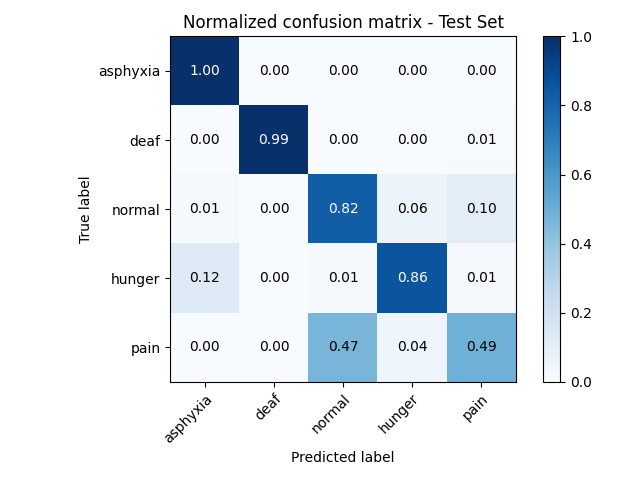 Normalized confusion matrix - Test Set
True label
asphyxia 1.00 0.00 0.00 0.00 0.00
deaf 0.00 0.99 0.00 0.00 0.01
normal 0.01 0.00 0.82 0.06 0.10
hunger 0.12 0.00 0.01 0.86 0.01
pain 0.00 0.00 0.47 0.04 0.49
asphyxia deaf normal hunger pain
Predicted label
1.0
0.8
0.6
0.4
0.2
0.0